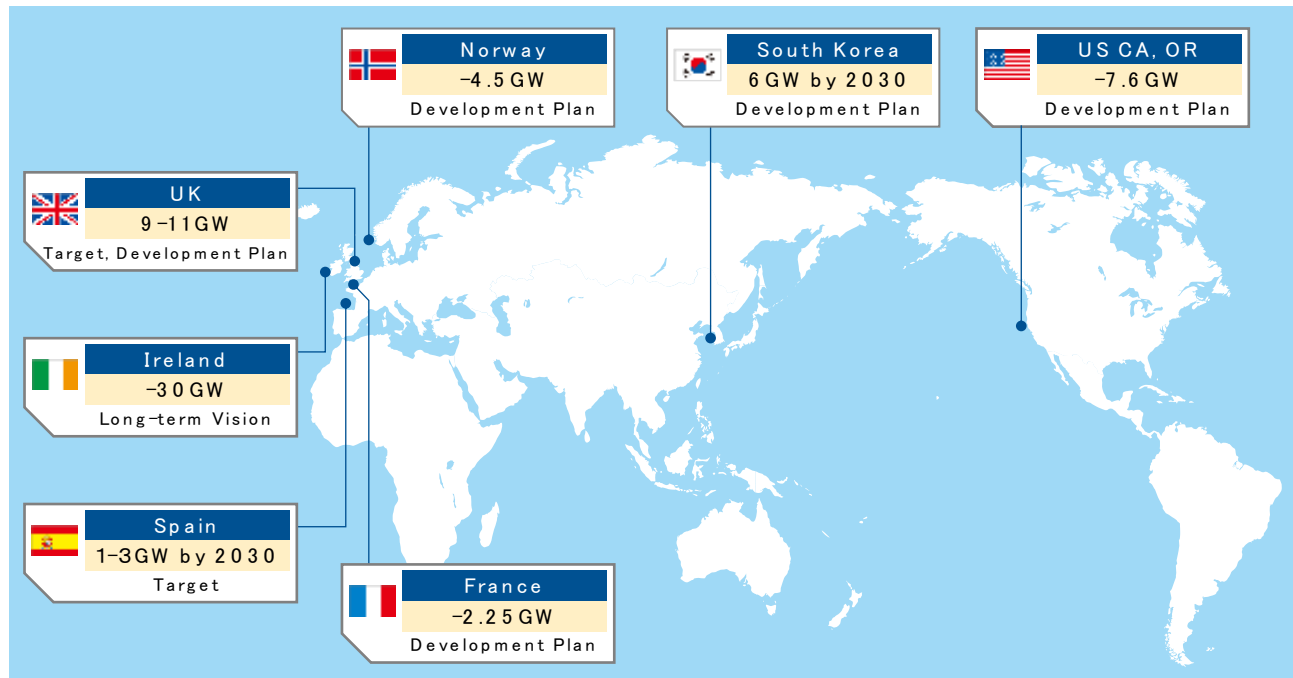 Norway
-4.5GW
Development Plan
South Korea
6GW by 2030
Development Plan
US CA, OR
-7.6GW
Development Plan
UK
9-11GW
Target, Development Plan
Ireland
-30GW
Long-term Vision
Spain
1-3GW by 2030
Target
France
-2.25GW
Development Plan